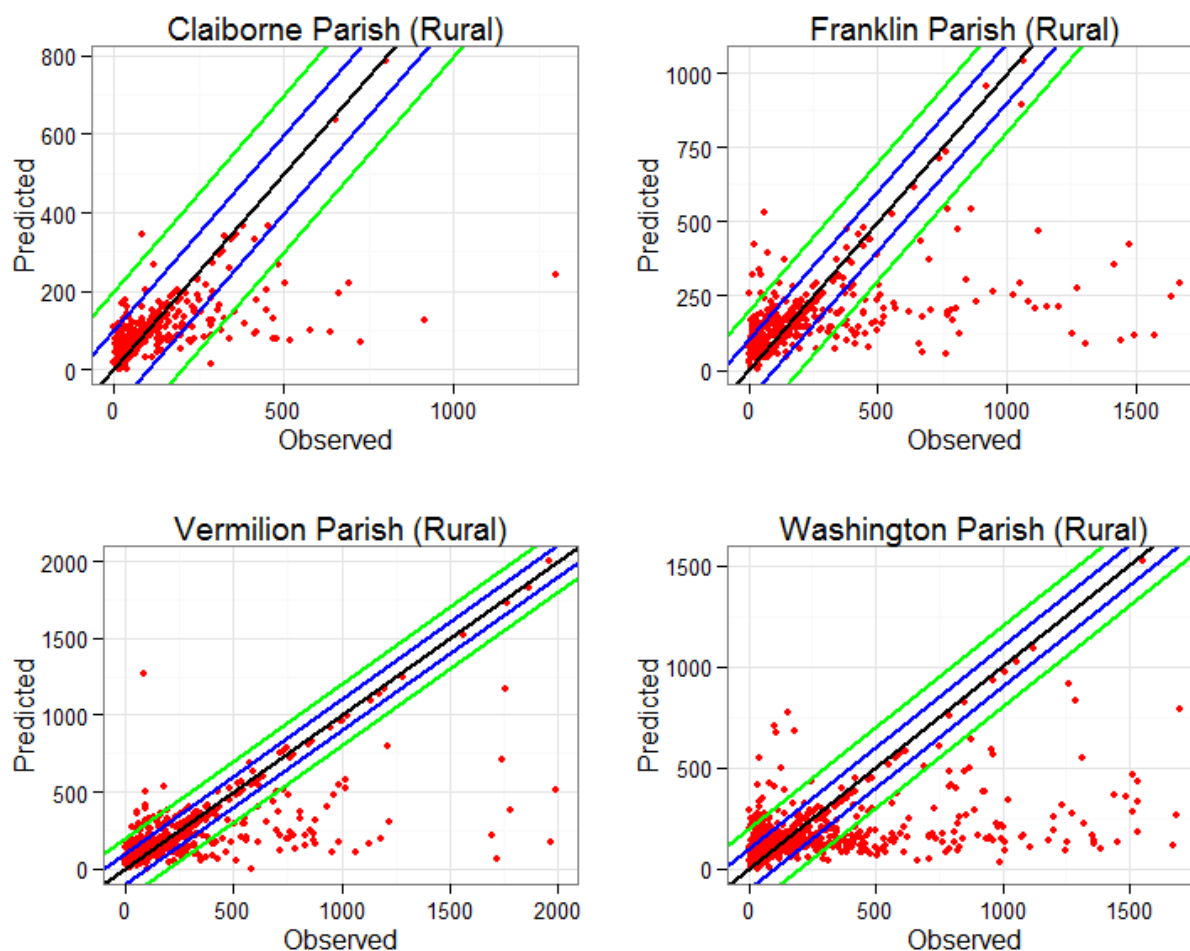 Claiborne Parish (Rural)
Predicted
800
600
400
200
0
0 500 1000
Observed
Franklin Parish (Rural)
Predicted
1000
750
500
250
0
0 500 1000 1500
Observed
Vermilion Parish (Rural)
Predicted
2000
1500
1000
500
0
0 500 1000 1500 2000
Observed
Washington Parish (Rural)
Predicted
1500
1000
500
0
0 500 1000 1500
Observed